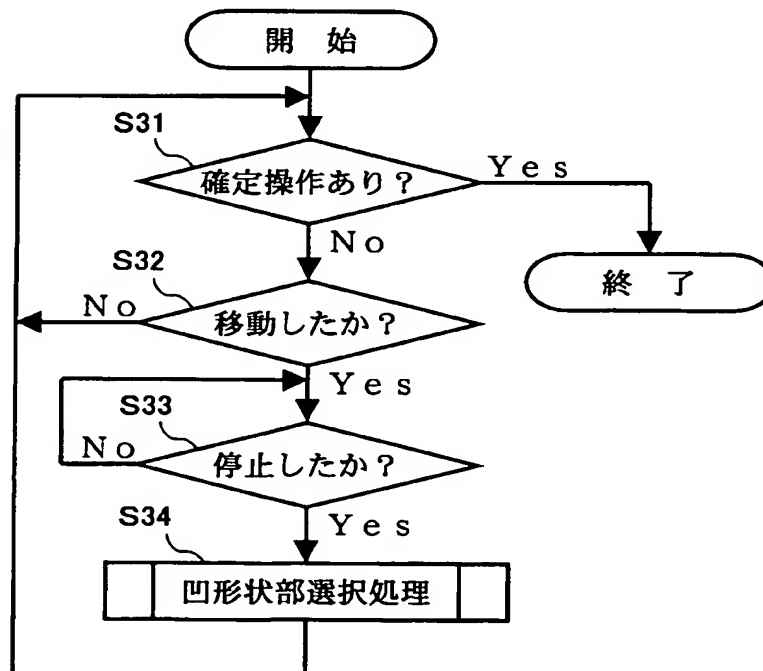 開 始
S31
確定操作あり？
Yes
No
S32
終 了
No
移動したか？
Yes
S33
No
停止したか？
Yes
S34
凹形状部選択処理